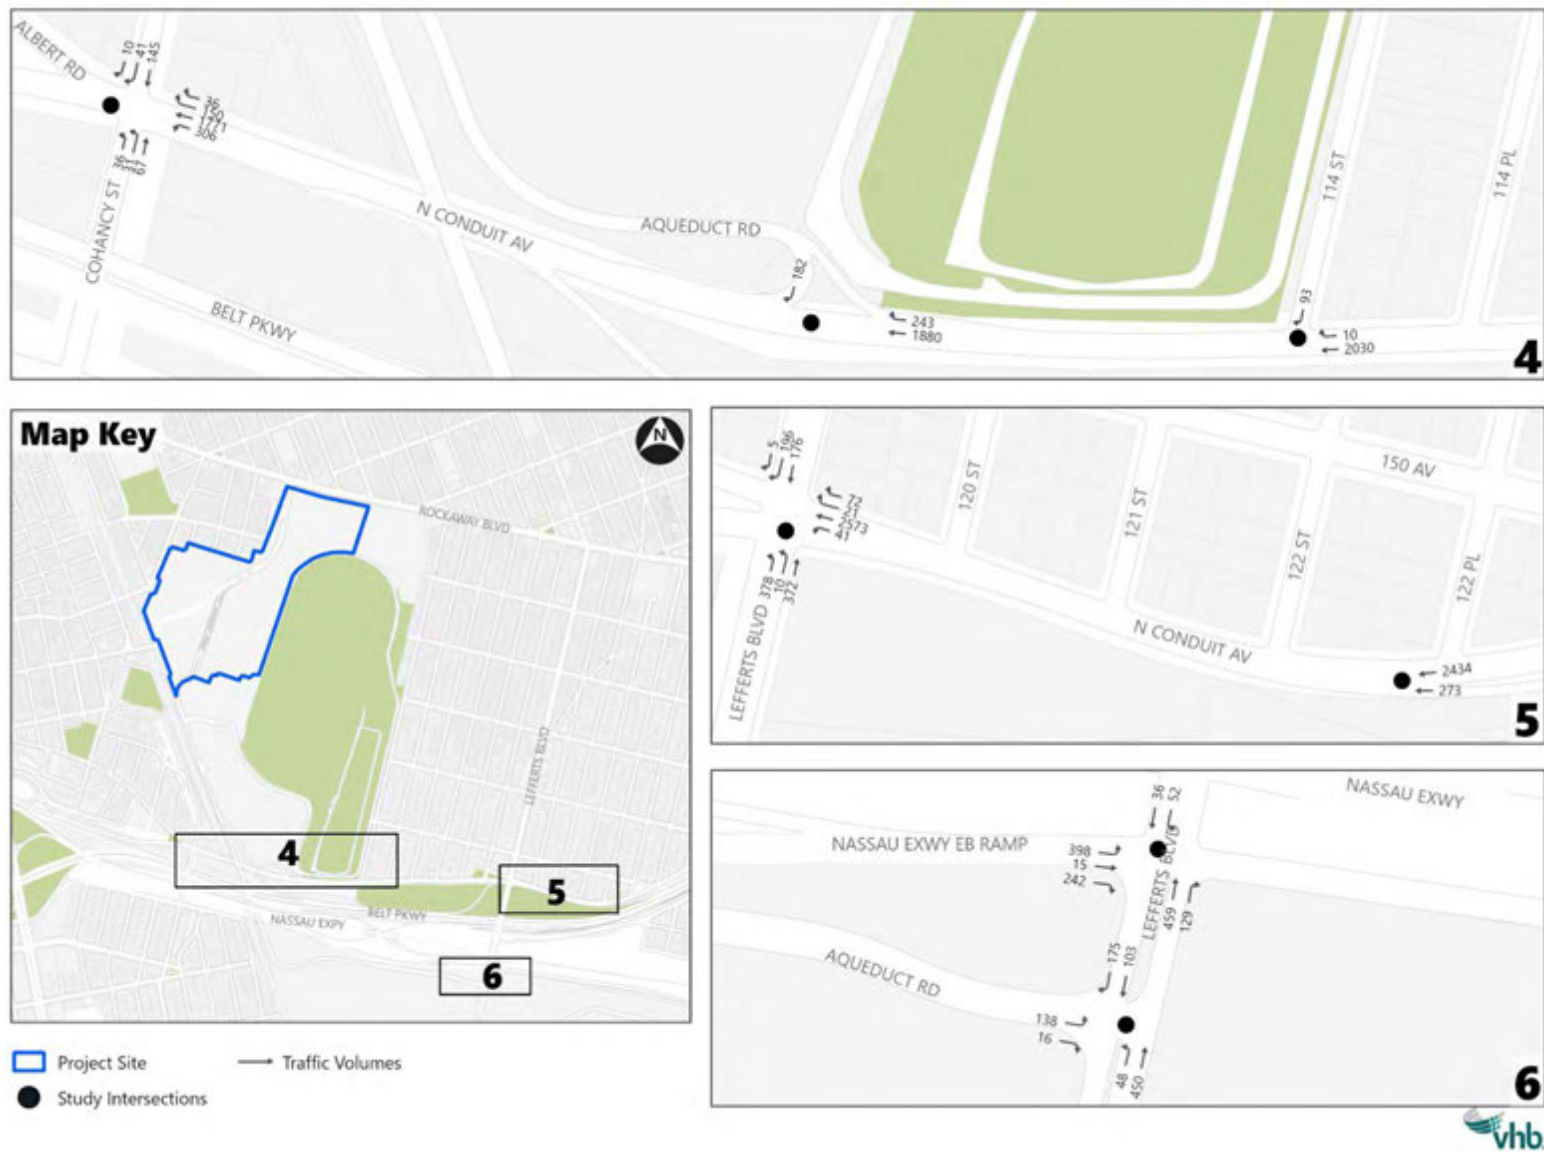 ALBERT RD
10
41
145
36
150
1771
306
36
COHANCY ST
N CONDUIT AV
BELT PKWY
AQUEDUCT RD
182
243
1880
114 ST
93
10
2030
114 PL
4
Map Key
N
ROCKAWAY BLVD
LEFFERTS BLVD
4
5
NASSAU EXPY
BELT PKWY
6
Project Site
Traffic Volumes
Study Intersections
5
196
176
72
21
2573
41
378
10
372
LEFFERTS BLVD
120 ST
121 ST
122 ST
150 AV
122 PL
N CONDUIT AV
2434
273
5
NASSAU EXWY
NASSAU EXWY EB RAMP
36
52
398
15
242
LEFFERTS BLVD
459
129
AQUEDUCT RD
175
103
138
16
48
450
6
vhb